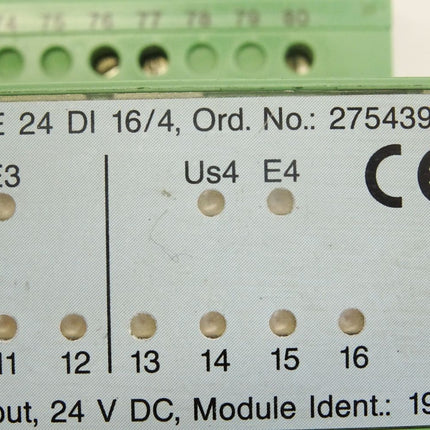 74 75 76 77 78 79 80
E 24 DI 16/4, Ord. No.: 275439
E3 Us4 E4 CE
11 12 13 14 15 16
out, 24 V DC, Module Ident.: 19